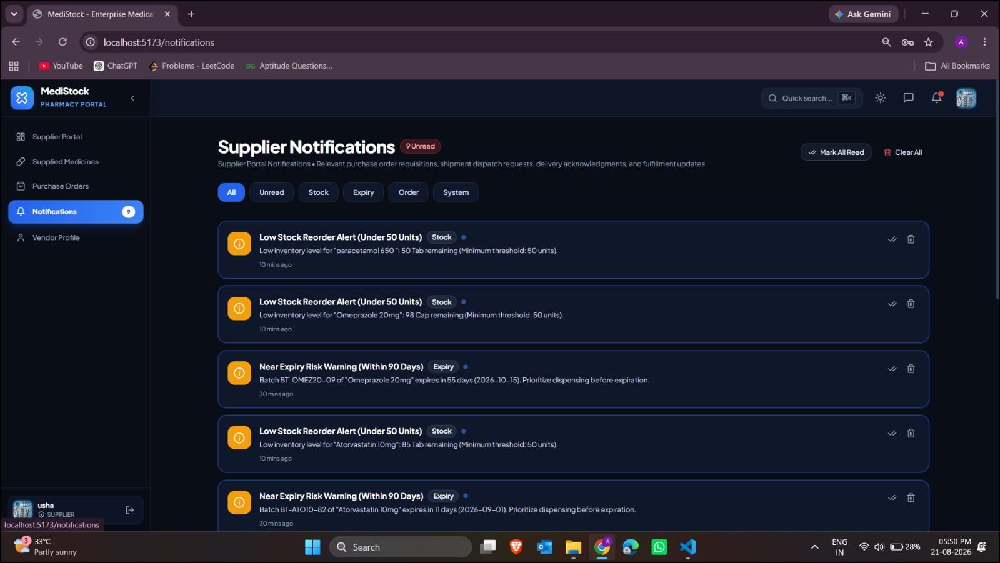 MediStock - Enterprise Medical
Ask Gemini
localhost:5173/notifications
A
YouTube
ChatGPT
Problems - LeetCode
Aptitude Questions...
All Bookmarks
MediStock
PHARMACY PORTAL
Quick search...
⌘K
Supplier Portal
Supplied Medicines
Purchase Orders
Notifications 9
Vendor Profile
Supplier Notifications 9 Unread
Supplier Portal Notifications • Relevant purchase order requisitions, shipment dispatch requests, delivery acknowledgments, and fulfillment updates.
Mark All Read
Clear All
All
Unread
Stock
Expiry
Order
System
Low Stock Reorder Alert (Under 50 Units) Stock
Low inventory level for "paracetamol 650 ": 50 Tab remaining (Minimum threshold: 50 units).
10 mins ago
Low Stock Reorder Alert (Under 50 Units) Stock
Low inventory level for "Omeprazole 20mg": 98 Cap remaining (Minimum threshold: 50 units).
10 mins ago
Near Expiry Risk Warning (Within 90 Days) Expiry
Batch BT-OMEZ20-09 of "Omeprazole 20mg" expires in 55 days (2026-10-15). Prioritize dispensing before expiration.
30 mins ago
Low Stock Reorder Alert (Under 50 Units) Stock
Low inventory level for "Atorvastatin 10mg": 85 Tab remaining (Minimum threshold: 50 units).
10 mins ago
Near Expiry Risk Warning (Within 90 Days) Expiry
Batch BT-ATO10-82 of "Atorvastatin 10mg" expires in 11 days (2026-09-01). Prioritize dispensing before expiration.
30 mins ago
usha
SUPPLIER
localhost:5173/notifications
3
33°C
Partly sunny
Search
A
ENG
IN
28%
05:50 PM
21-08-2026